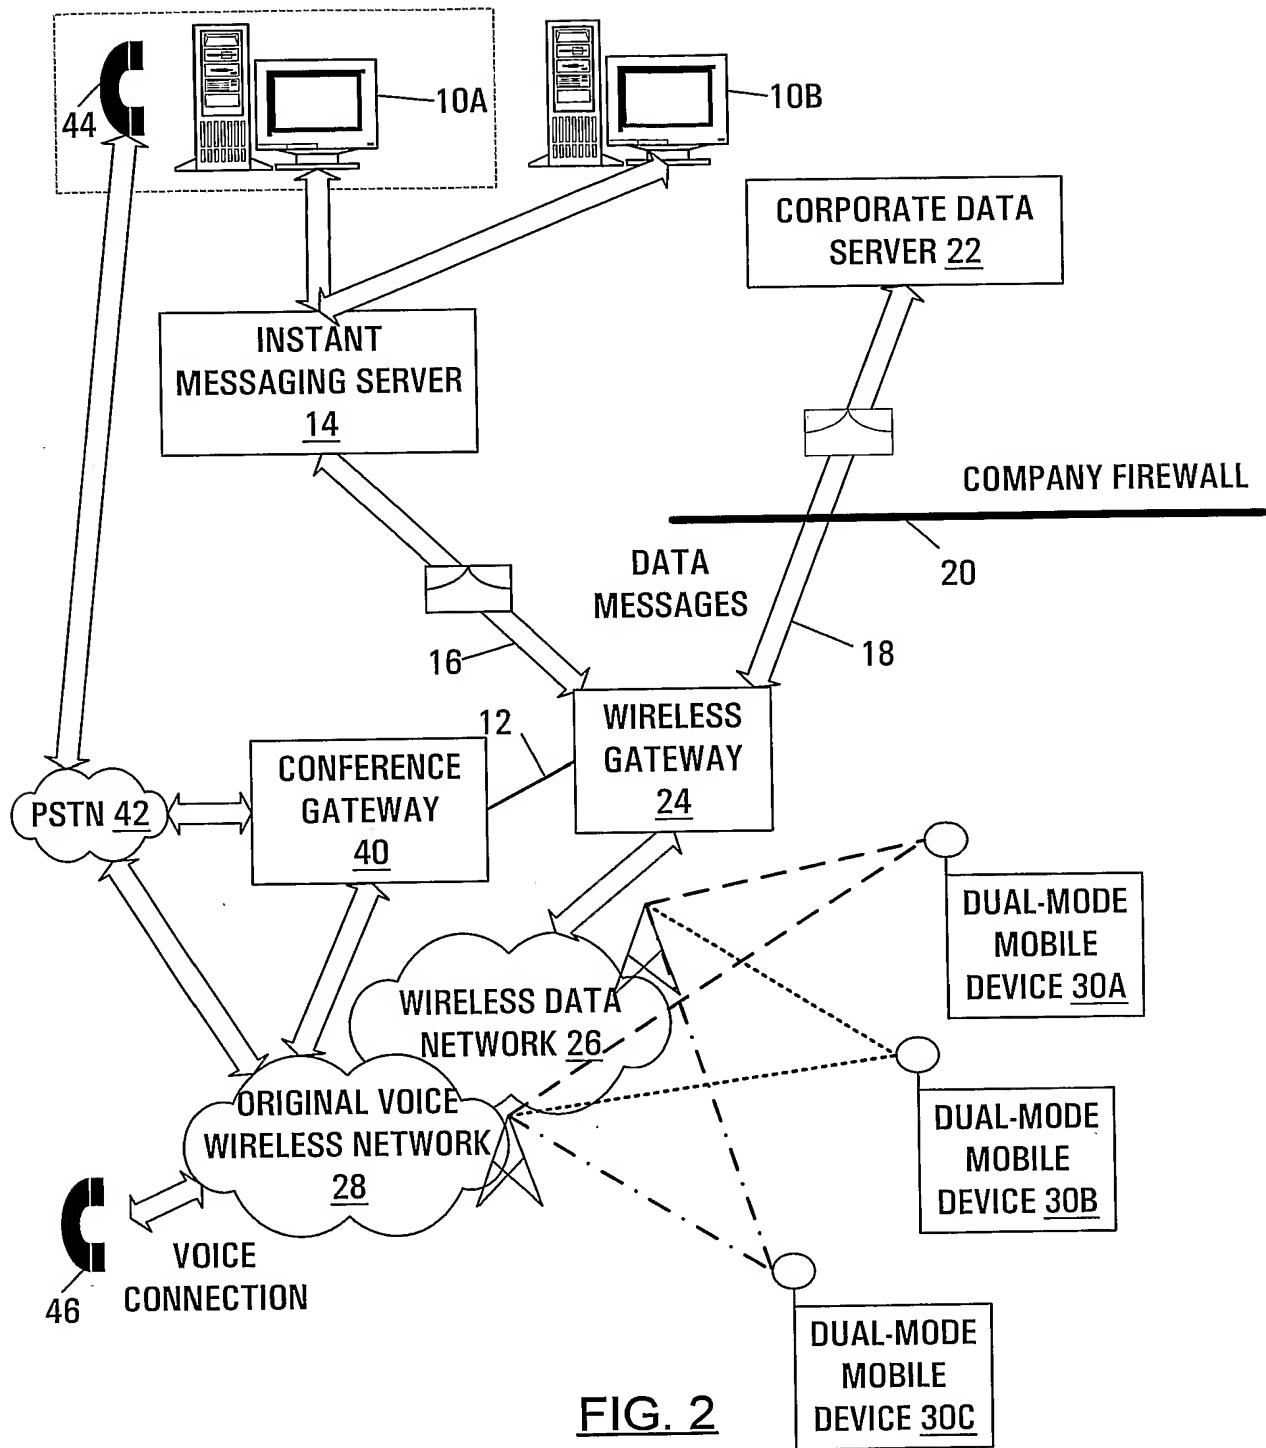 44
10A
10B
CORPORATE DATA
SERVER 22
INSTANT
MESSAGING SERVER
14
COMPANY FIREWALL
20
DATA
MESSAGES
16
18
12
WIRELESS
GATEWAY
24
CONFERENCE
GATEWAY
40
PSTN 42
DUAL-MODE
MOBILE
DEVICE 30A
WIRELESS DATA
NETWORK 26
ORIGINAL VOICE
WIRELESS NETWORK
28
DUAL-MODE
MOBILE
DEVICE 30B
VOICE
CONNECTION
46
DUAL-MODE
MOBILE
DEVICE 30C
FIG. 2